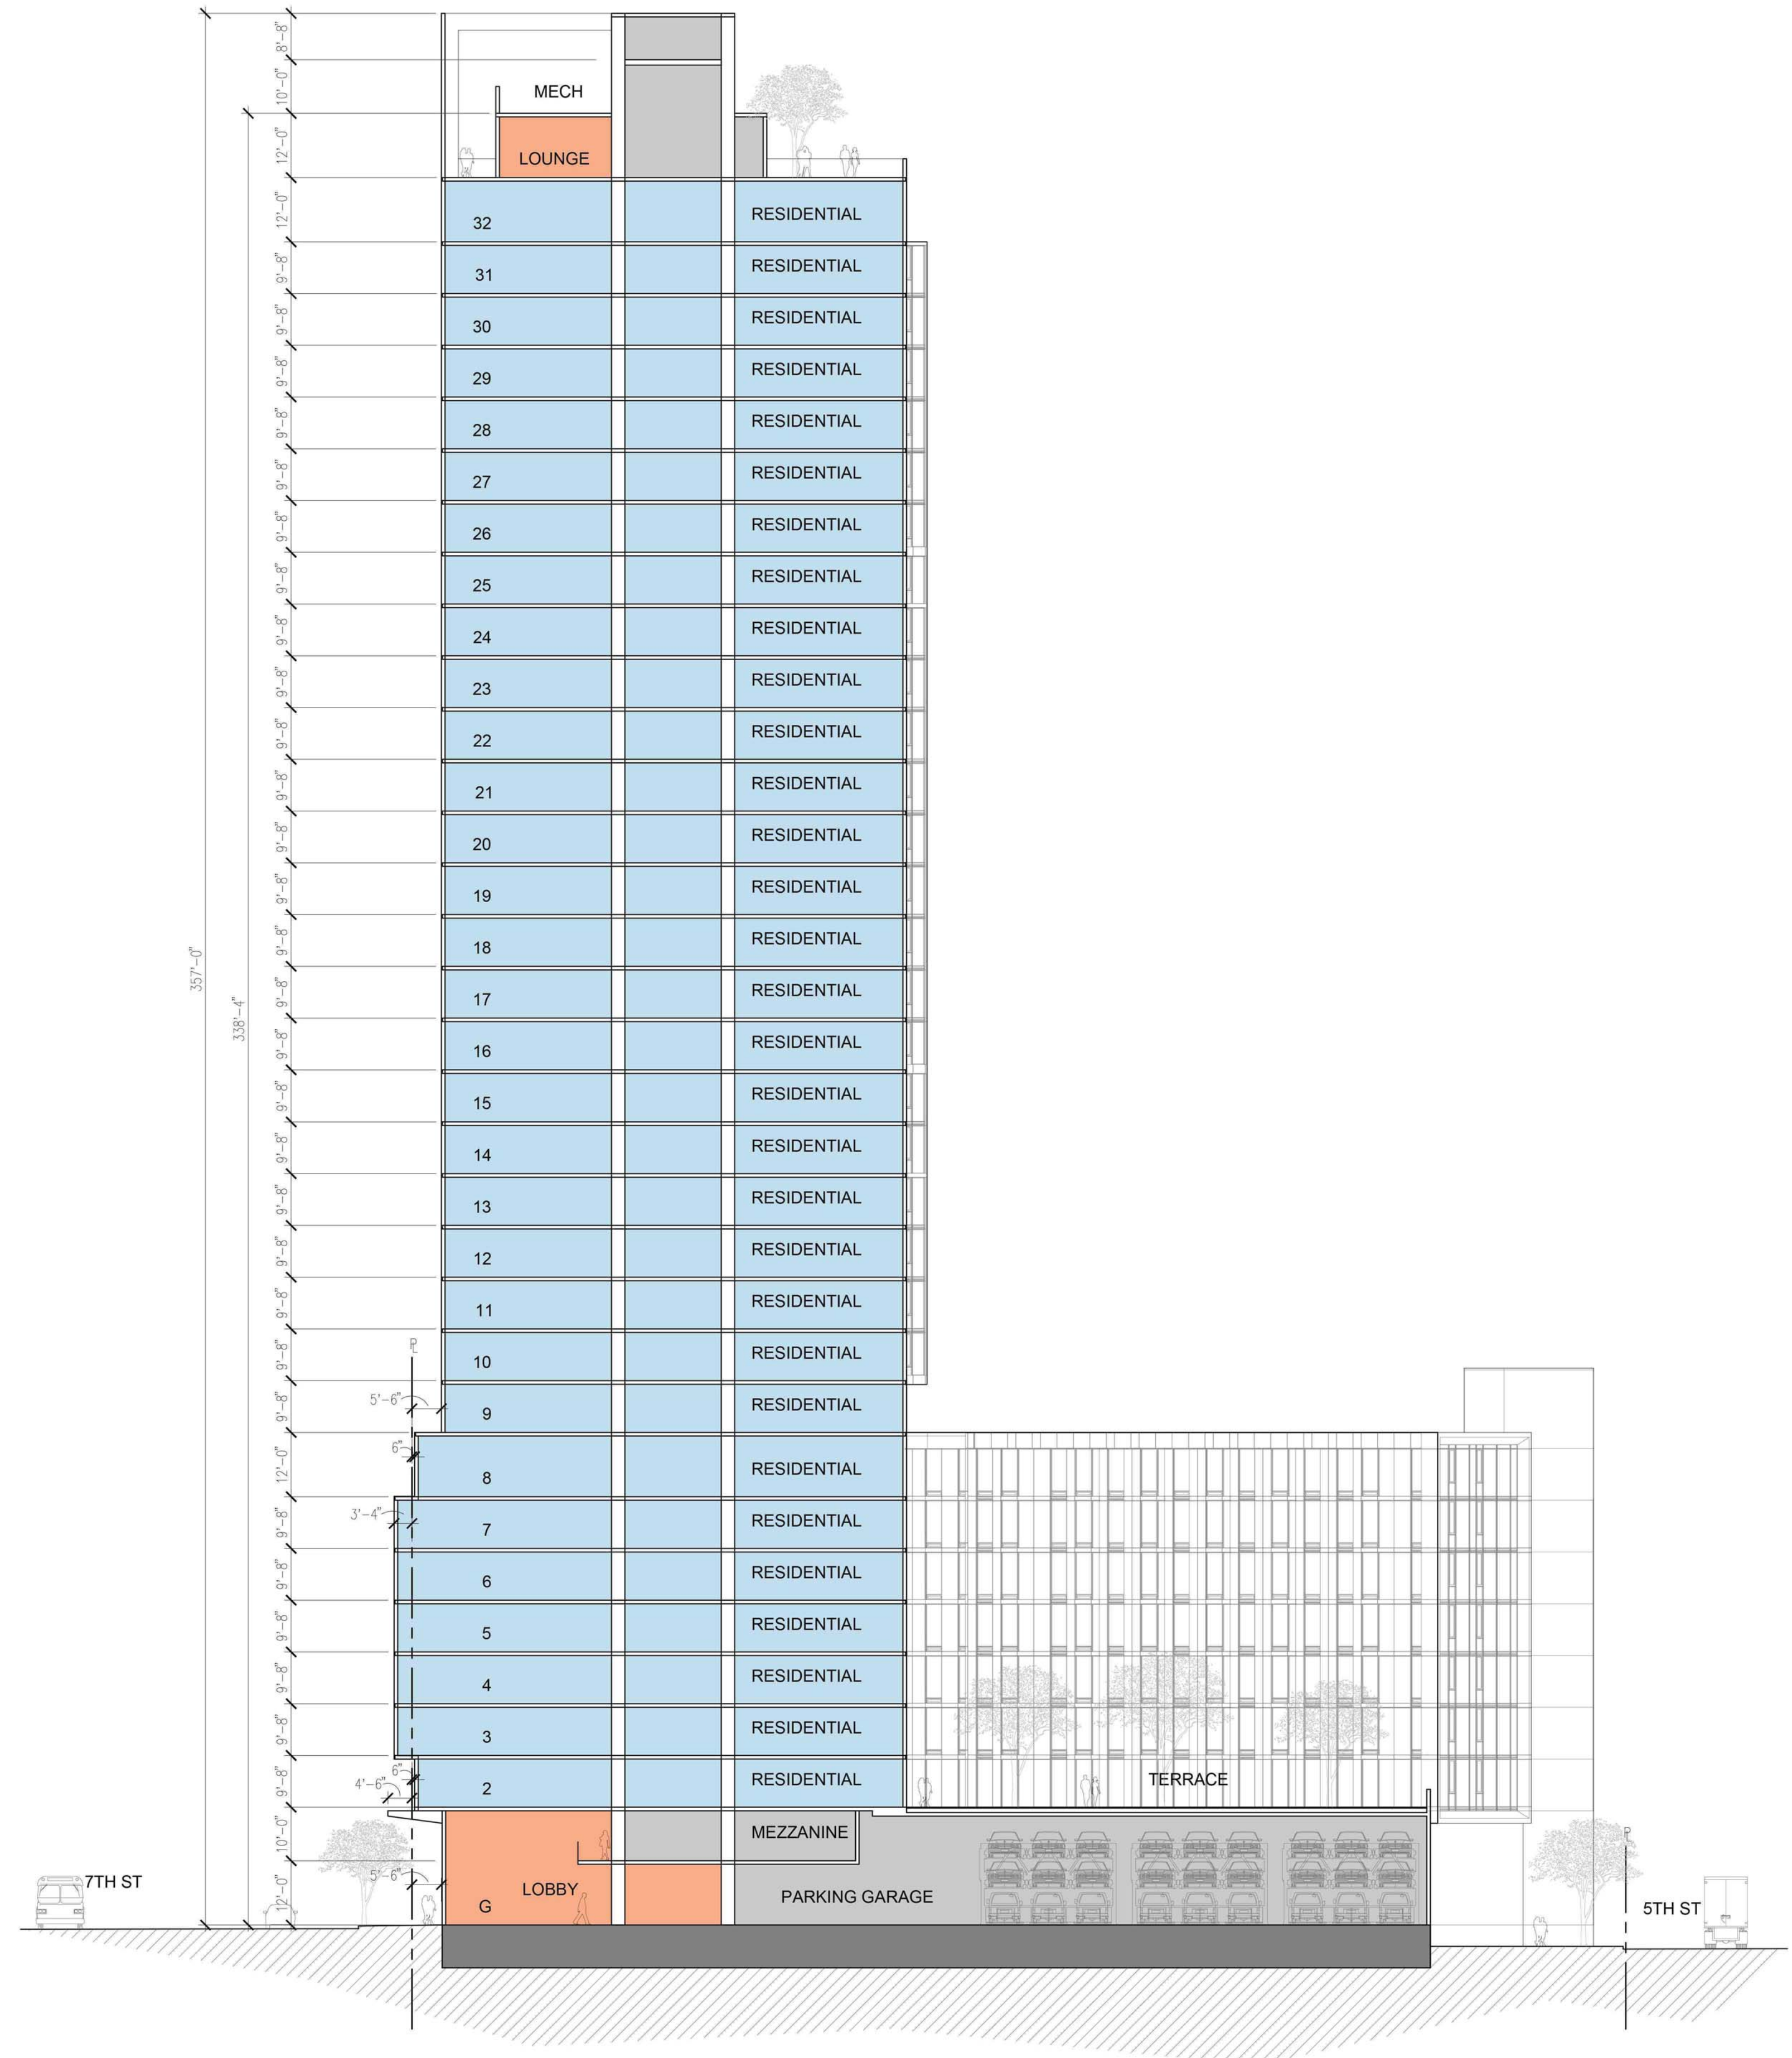 8'-8"
10'-0"
MECH
12'-0"
LOUNGE
12'-0"
32 RESIDENTIAL
9'-8"
31 RESIDENTIAL
9'-8"
30 RESIDENTIAL
9'-8"
29 RESIDENTIAL
9'-8"
28 RESIDENTIAL
9'-8"
27 RESIDENTIAL
9'-8"
26 RESIDENTIAL
9'-8"
25 RESIDENTIAL
9'-8"
24 RESIDENTIAL
9'-8"
23 RESIDENTIAL
9'-8"
22 RESIDENTIAL
9'-8"
21 RESIDENTIAL
9'-8"
20 RESIDENTIAL
9'-8"
19 RESIDENTIAL
9'-8"
18 RESIDENTIAL
357'-0"
9'-8"
17 RESIDENTIAL
338'-4"
9'-8"
16 RESIDENTIAL
9'-8"
15 RESIDENTIAL
9'-8"
14 RESIDENTIAL
9'-8"
13 RESIDENTIAL
9'-8"
12 RESIDENTIAL
9'-8"
11 RESIDENTIAL
9'-8"
PL
10 RESIDENTIAL
9'-8"
5'-6"
9 RESIDENTIAL
12'-0"
6"
8 RESIDENTIAL
9'-8"
3'-4"
7 RESIDENTIAL
9'-8"
6 RESIDENTIAL
9'-8"
5 RESIDENTIAL
9'-8"
4 RESIDENTIAL
9'-8"
3 RESIDENTIAL
9'-8"
6"
4'-6"
2 RESIDENTIAL
TERRACE
10'-0"
MEZZANINE
PL
7TH ST
12'-0"
5'-6"
LOBBY
G
PARKING GARAGE
5TH ST